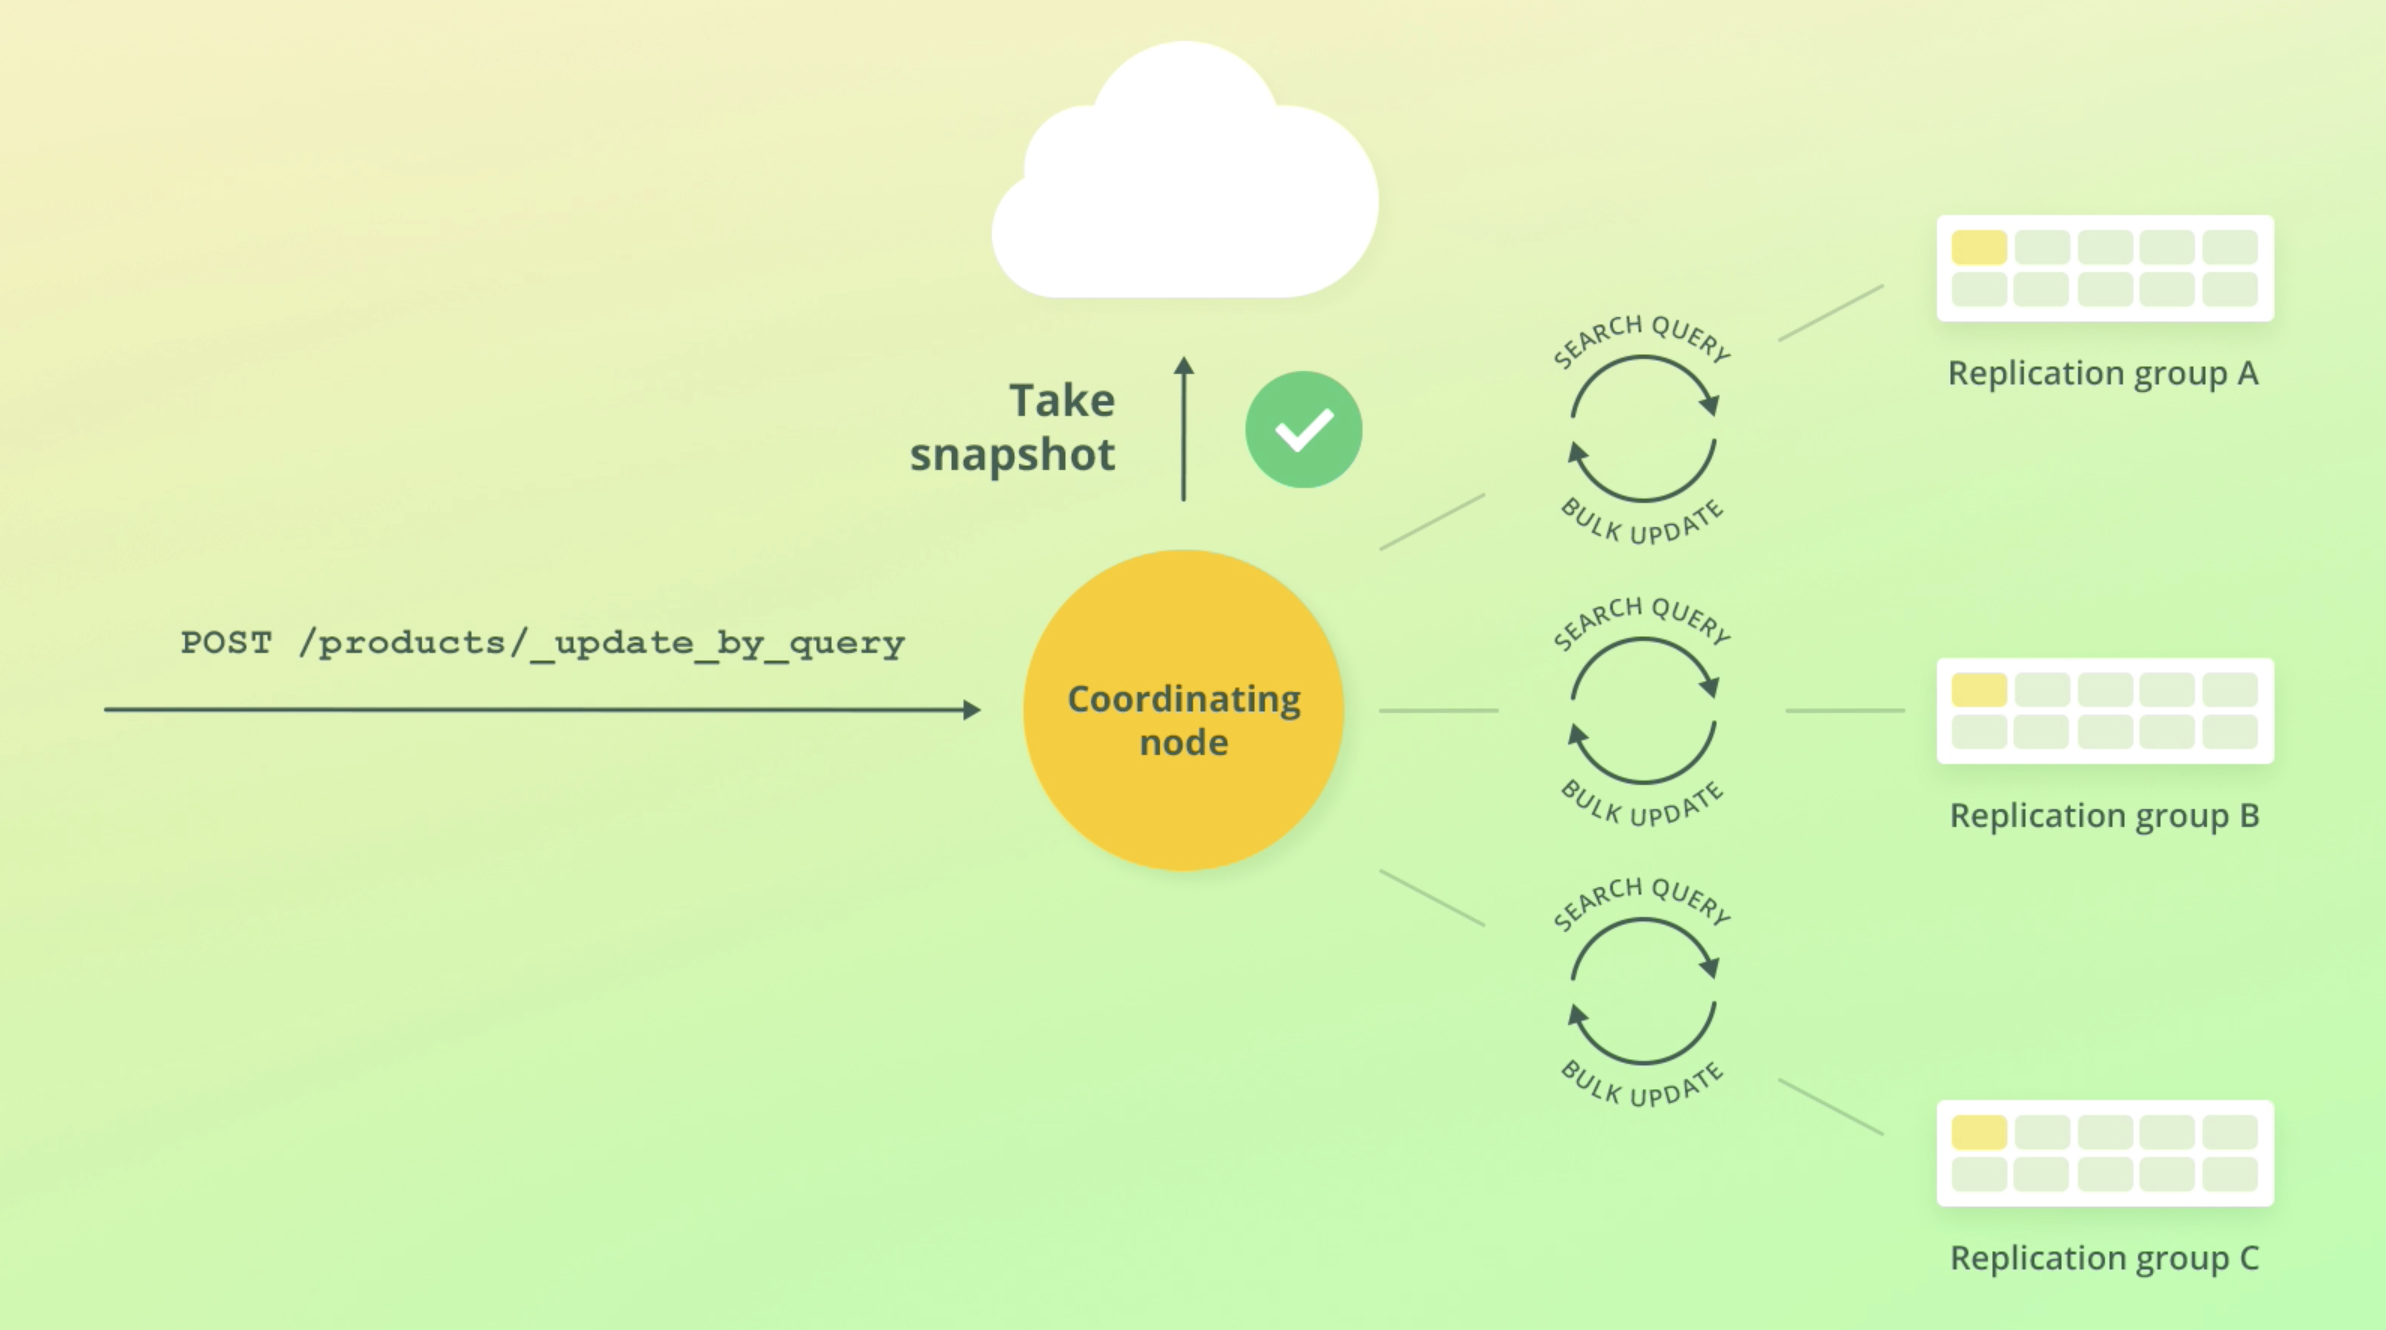 Take
snapshot
POST /products/_update_by_query
Coordinating
node
SEARCH QUERY
BULK UPDATE
SEARCH QUERY
BULK UPDATE
SEARCH QUERY
BULK UPDATE
Replication group A
Replication group B
Replication group C